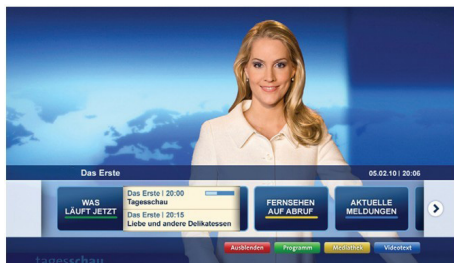 Das Erste
05.02.10 | 20:06
WAS
LÄUFT JETZT
Das Erste | 20:00
Tagesschau
Das Erste | 20:15
Liebe und andere Delikatessen
FERNSEHEN
AUF ABRUF
AKTUELLE
MELDUNGEN
Ausblenden
Programm
Mediathek
Videotext
tagesschau